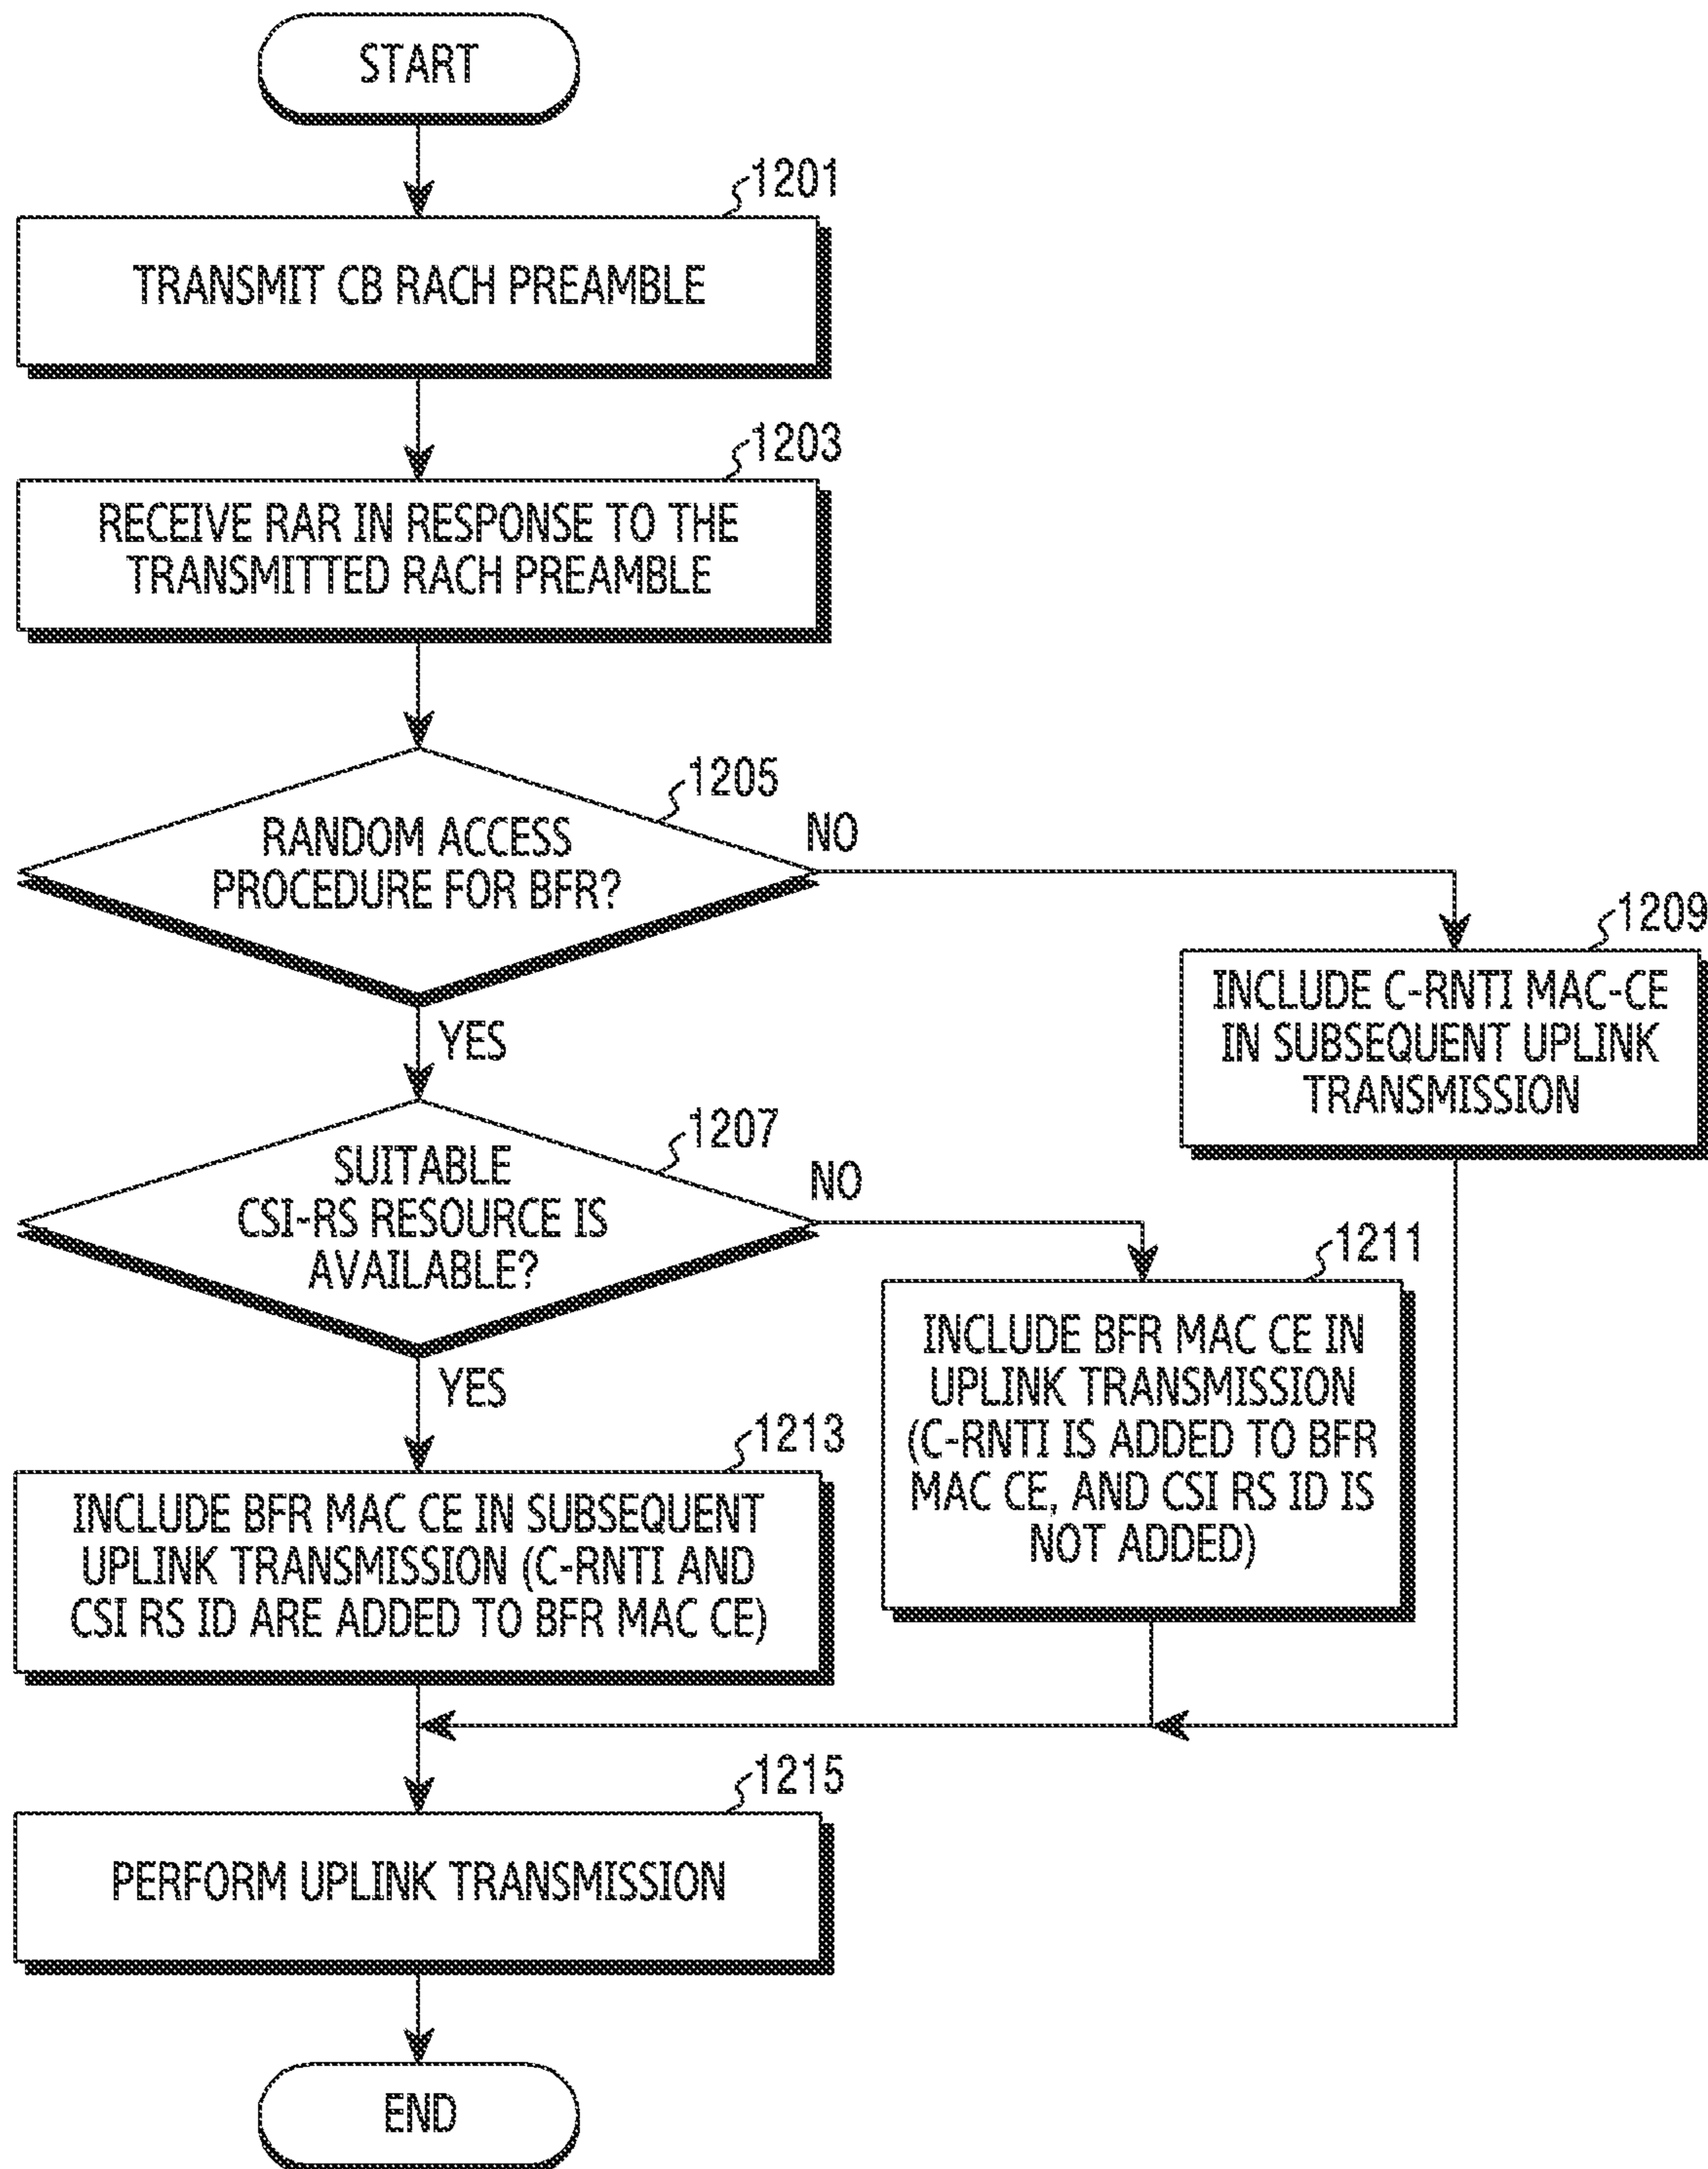 START
1201
TRANSMIT CB RACH PREAMBLE
1203
RECEIVE RAR IN RESPONSE TO THE
TRANSMITTED RACH PREAMBLE
1205
RANDOM ACCESS
PROCEDURE FOR BFR?
NO
YES
1209
INCLUDE C-RNTI MAC-CE
IN SUBSEQUENT UPLINK
TRANSMISSION
1207
SUITABLE
CSI-RS RESOURCE IS
AVAILABLE?
NO
YES
1211
INCLUDE BFR MAC CE IN
UPLINK TRANSMISSION
(C-RNTI IS ADDED TO BFR
MAC CE, AND CSI RS ID IS
NOT ADDED)
1213
INCLUDE BFR MAC CE IN SUBSEQUENT
UPLINK TRANSMISSION (C-RNTI AND
CSI RS ID ARE ADDED TO BFR MAC CE)
1215
PERFORM UPLINK TRANSMISSION
END